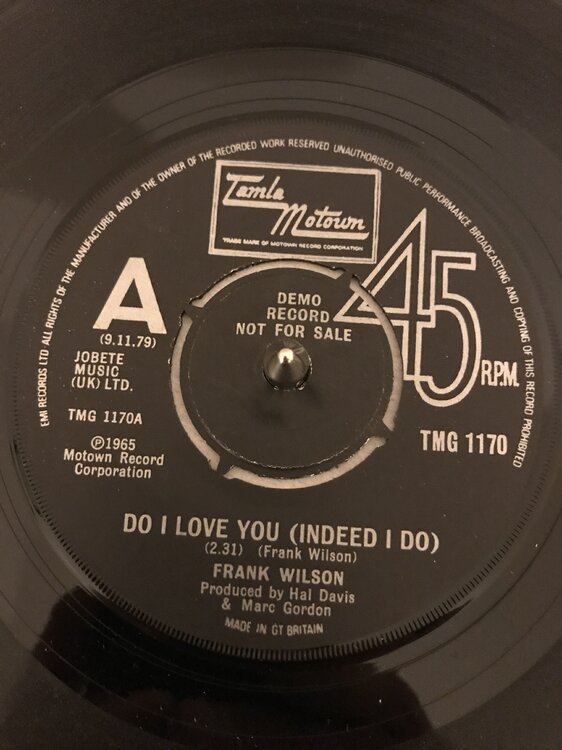 EMI RECORDS LTD ALL RIGHTS OF THE MANUFACTURER AND OF THE OWNER OF THE RECORDED WORK RESERVED UNAUTHORISED PUBLIC PERFORMANCE BROADCASTING AND COPYING OF THIS RECORD PROHIBITED
Tamla
Motown
TRADE MARK OF MOTOWN RECORD CORPORATION
A
(9.11.79)
JOBETE
MUSIC
(UK) LTD.
TMG 1170A
℗1965
Motown Record
Corporation
DEMO
RECORD
NOT FOR SALE
45
R.P.M.
TMG 1170
DO I LOVE YOU (INDEED I DO)
(2.31) (Frank Wilson)
FRANK WILSON
Produced by Hal Davis
& Marc Gordon
MADE IN GT BRITAIN